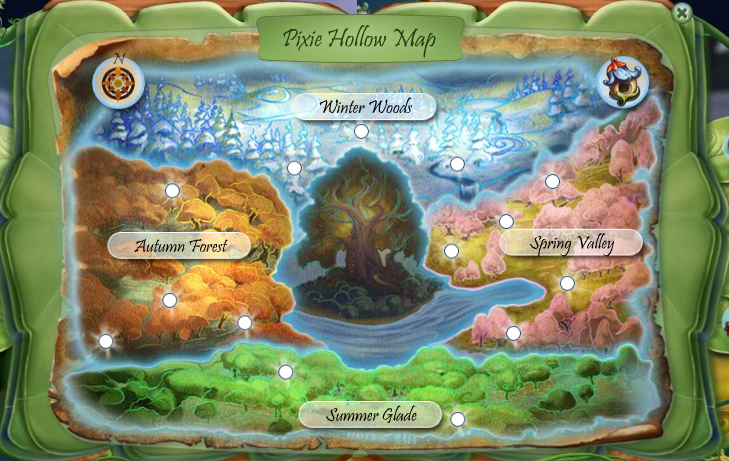 Pixie Hollow Map
N
Winter Woods
Autumn Forest
Spring Valley
Summer Glade